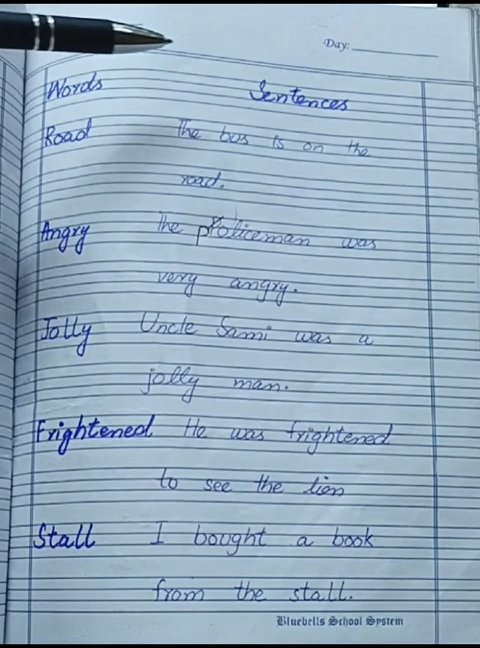 Day:
Words Sentences
Road The bus is on the
road.
Angry The policeman was
very angry.
Jolly Uncle Sami was a
jolly man.
Frightened He was frightened
to see the lion
Stall I bought a book
from the stall.
Bluebells School System